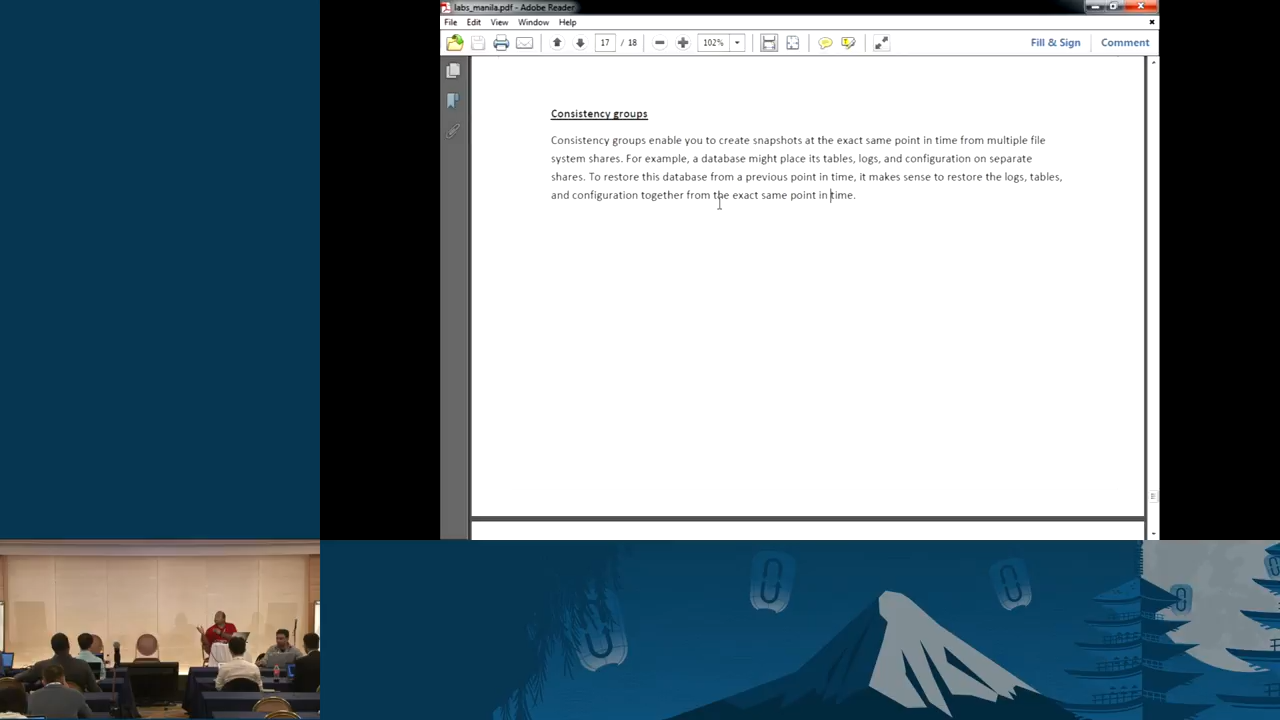 labs_manila.pdf - Adobe Reader
File Edit View Window Help
17 / 18 102% Fill & Sign Comment
Consistency groups
Consistency groups enable you to create snapshots at the exact same point in time from multiple file
system shares. For example, a database might place its tables, logs, and configuration on separate
shares. To restore this database from a previous point in time, it makes sense to restore the logs, tables,
and configuration together from the exact same point in time.